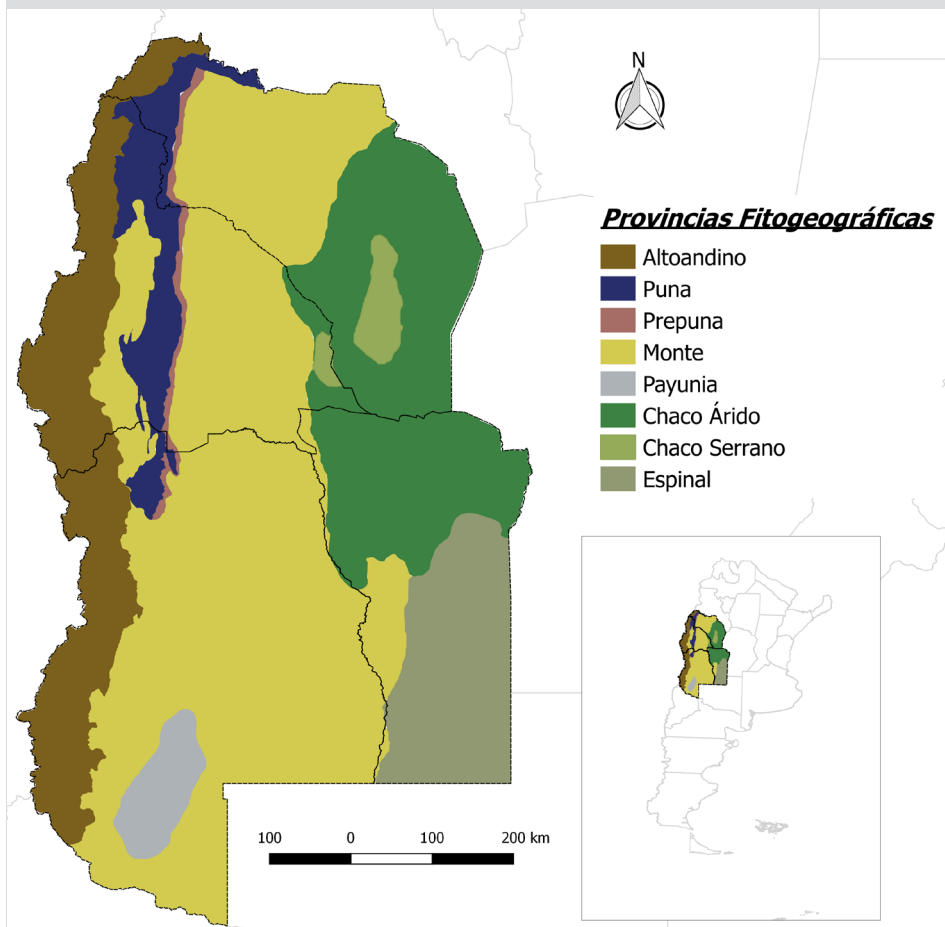 N
Provincias Fitogeográficas
Altoandino
Puna
Prepuna
Monte
Payunia
Chaco Árido
Chaco Serrano
Espinal
100 0 100 200 km